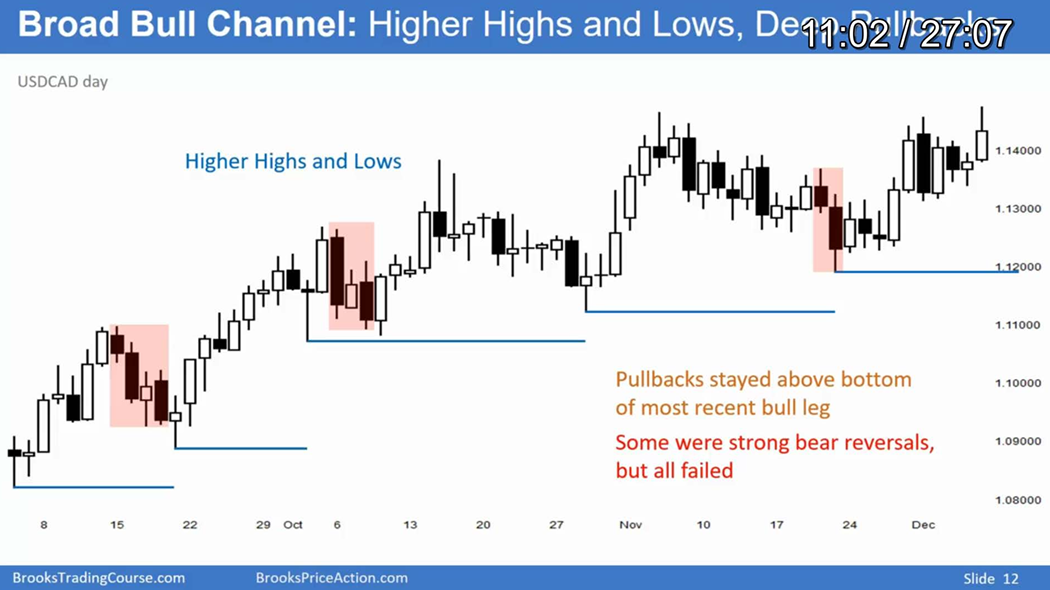 Broad Bull Channel: Higher Highs and Lows, Deep Pullbacks
11:02 / 27:07
USDCAD day
Higher Highs and Lows
1.14000
1.13000
1.12000
1.11000
1.10000
1.09000
1.08000
Pullbacks stayed above bottom
of most recent bull leg
Some were strong bear reversals,
but all failed
8 15 22 29 Oct 6 13 20 27 Nov 10 17 24 Dec
BrooksTradingCourse.com BrooksPriceAction.com Slide 12